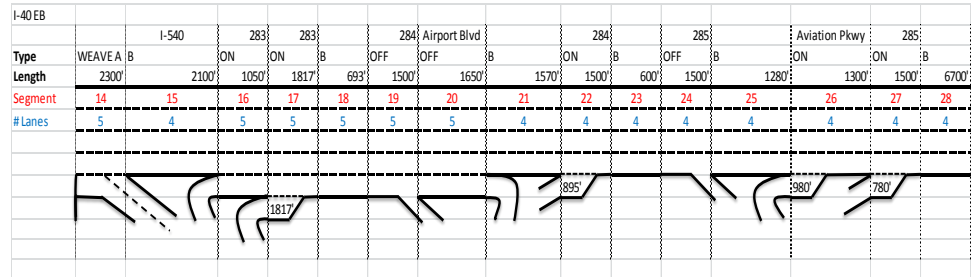 I-40 EB
I-540 283 283 284 Airport Blvd 284 285 Aviation Pkwy 285
Type WEAVE A B ON ON B OFF OFF B ON B OFF B ON ON B
Length 2300' 2100' 1050' 1817' 693' 1500' 1650' 1570' 1500' 600' 1500' 1280' 1300' 1500' 6700'
Segment 14 15 16 17 18 19 20 21 22 23 24 25 26 27 28
# Lanes 5 4 5 5 5 5 5 4 4 4 4 4 4 4 4
895' 980' 780'
1817'